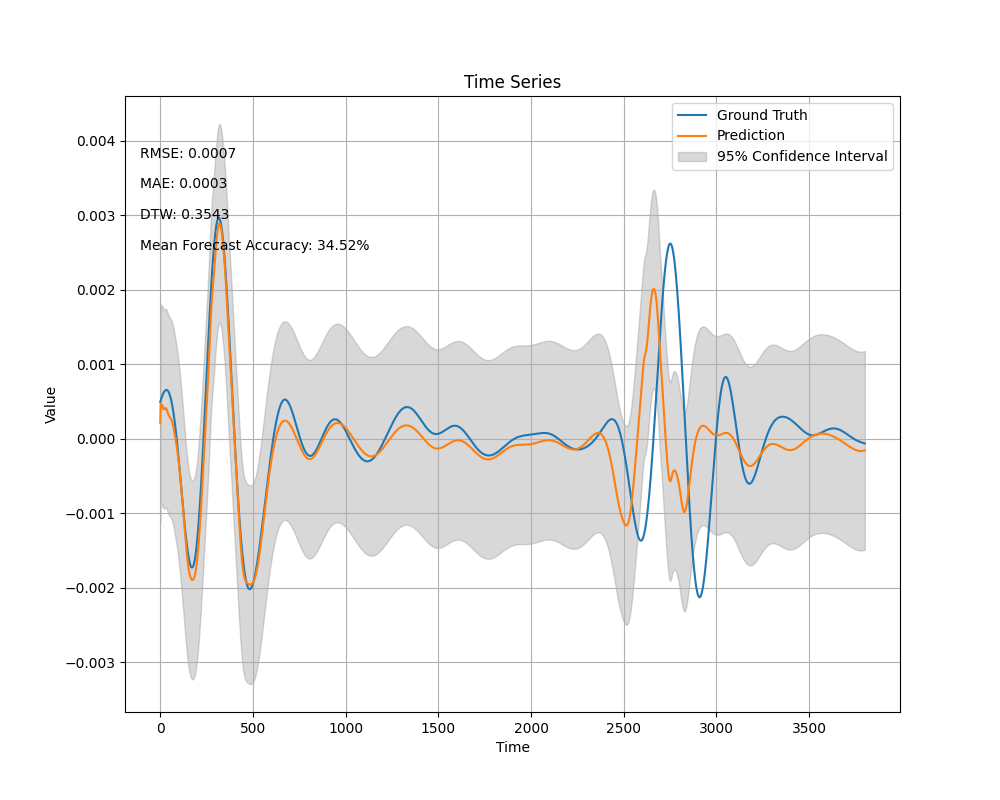 Time Series
Ground Truth
Prediction
95% Confidence Interval
RMSE: 0.0007
MAE: 0.0003
DTW: 0.3543
Mean Forecast Accuracy: 34.52%
Value
0.004
0.003
0.002
0.001
0.000
−0.001
−0.002
−0.003
0 500 1000 1500 2000 2500 3000 3500
Time